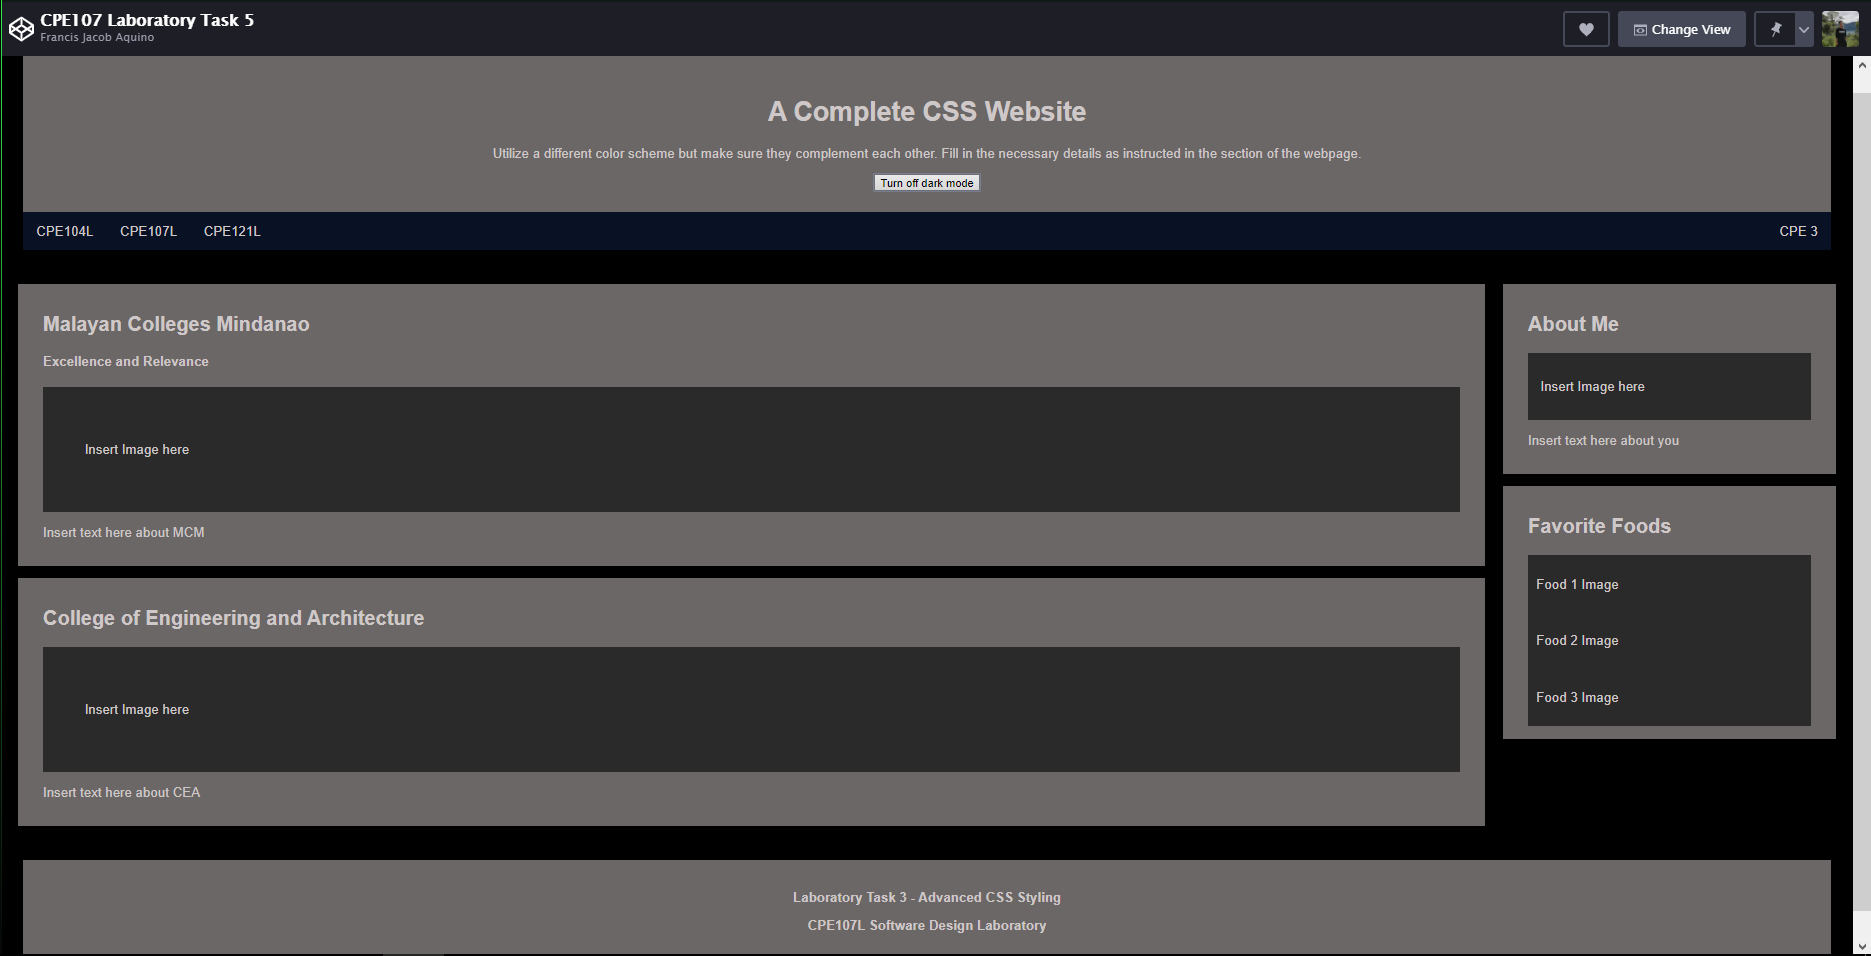 CPE107 Laboratory Task 5
Francis Jacob Aquino
Change View
A Complete CSS Website
Utilize a different color scheme but make sure they complement each other. Fill in the necessary details as instructed in the section of the webpage.
Turn off dark mode
CPE104L CPE107L CPE121L CPE 3
Malayan Colleges Mindanao
Excellence and Relevance
Insert Image here
Insert text here about MCM
College of Engineering and Architecture
Insert Image here
Insert text here about CEA
About Me
Insert Image here
Insert text here about you
Favorite Foods
Food 1 Image
Food 2 Image
Food 3 Image
Laboratory Task 3 - Advanced CSS Styling
CPE107L Software Design Laboratory